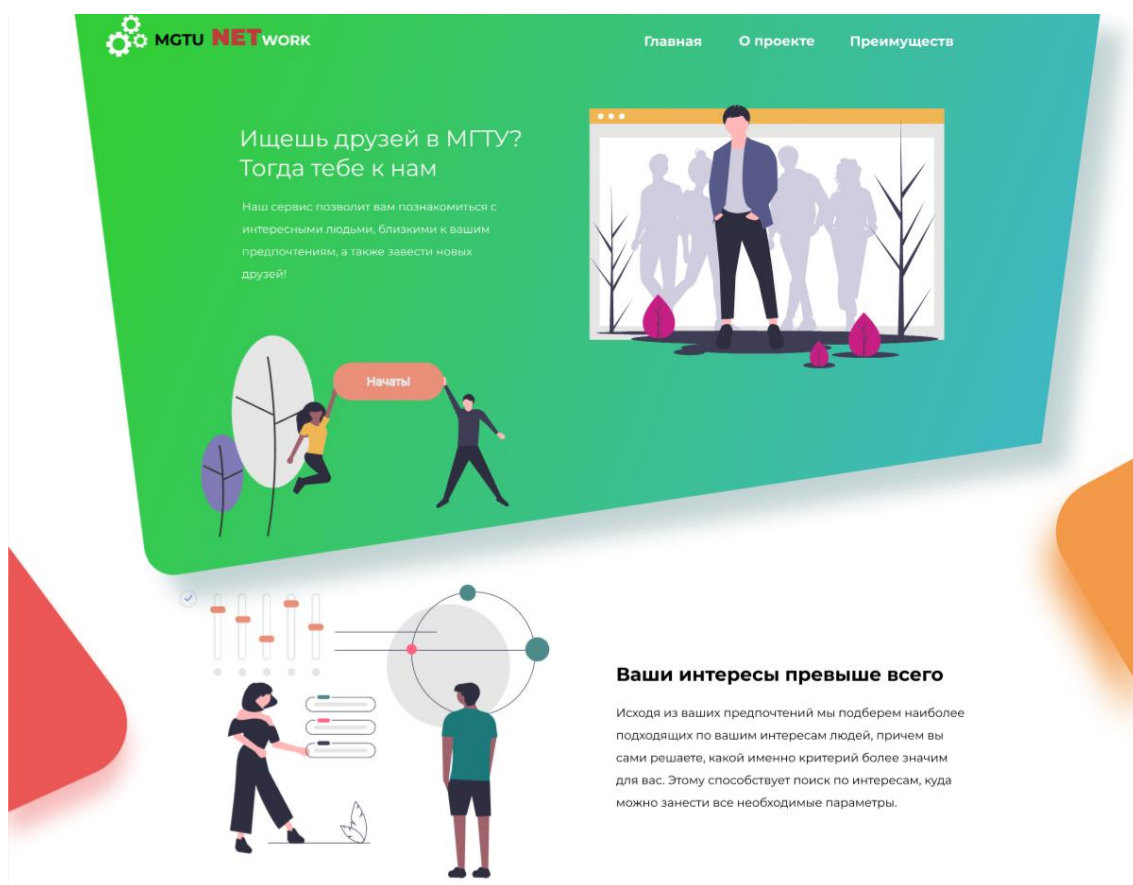 MGTU NETWORK
Главная О проекте Преимуществ
Ищешь друзей в МГТУ?
Тогда тебе к нам
Наш сервис позволит вам познакомиться с
интересными людьми, близкими к вашим
предпочтениям, а также завести новых
друзей!
Начать!
Ваши интересы превыше всего
Исходя из ваших предпочтений мы подберем наиболее
подходящих по вашим интересам людей, причем вы
сами решаете, какой именно критерий более значим
для вас. Этому способствует поиск по интересам, куда
можно занести все необходимые параметры.